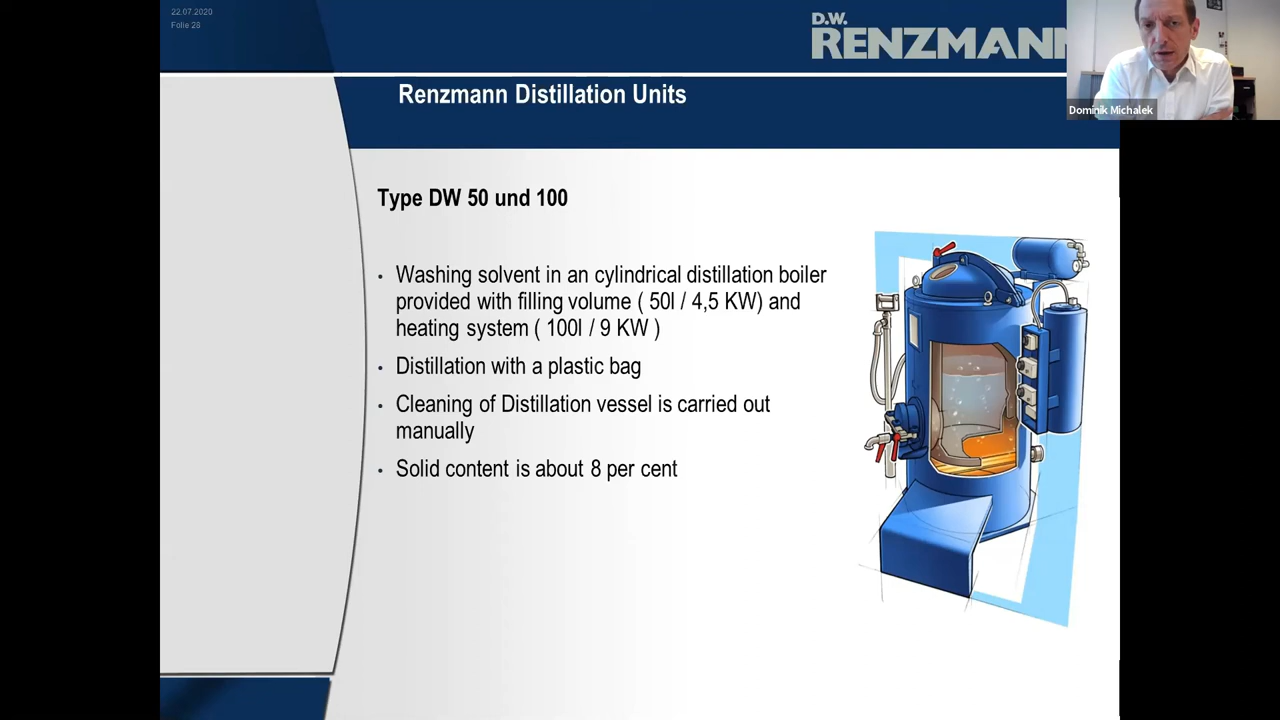 22.07.2020
Folie 28
D.W.
RENZMANN
Dominik Michalek
Renzmann Distillation Units
Type DW 50 und 100
• Washing solvent in an cylindrical distillation boiler
provided with filling volume ( 50l / 4,5 KW) and
heating system ( 100l / 9 KW )
• Distillation with a plastic bag
• Cleaning of Distillation vessel is carried out
manually
• Solid content is about 8 per cent